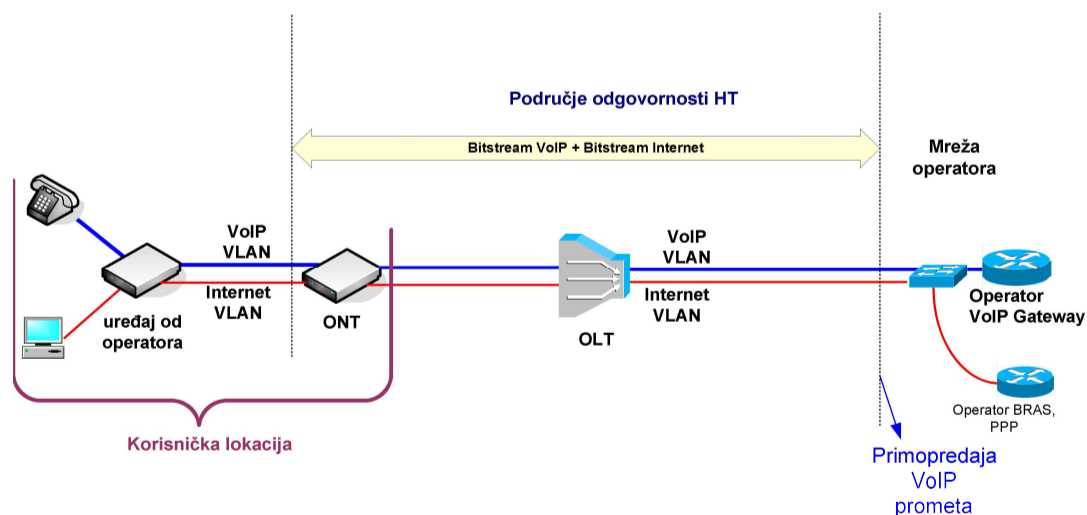 Područje odgovornosti HT
Bitstream VoIP + Bitstream Internet
Mreža
operatora
VoIP
VLAN
Internet
VLAN
uređaj od
operatora
ONT
OLT
VoIP
VLAN
Internet
VLAN
Operator
VoIP Gateway
Operator BRAS,
PPP
Korisnička lokacija
Primopredaja
VoIP
prometa